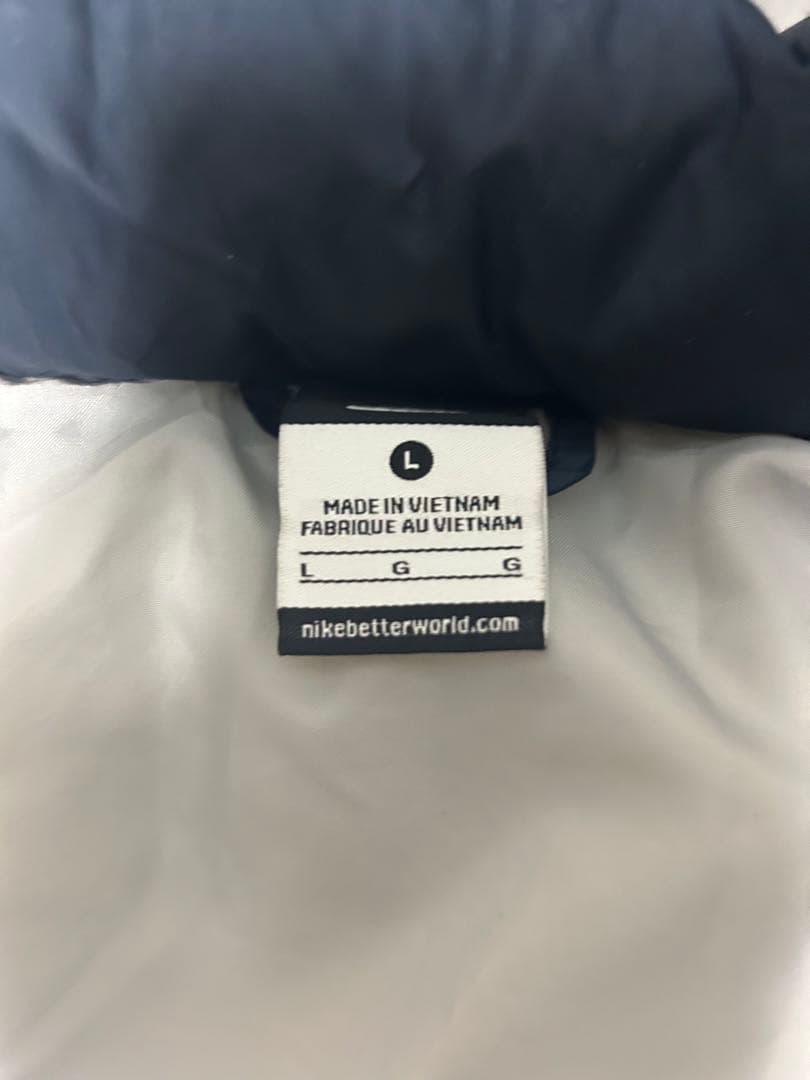 L
MADE IN VIETNAM
FABRIQUE AU VIETNAM
L G G
nikebetterworld.com